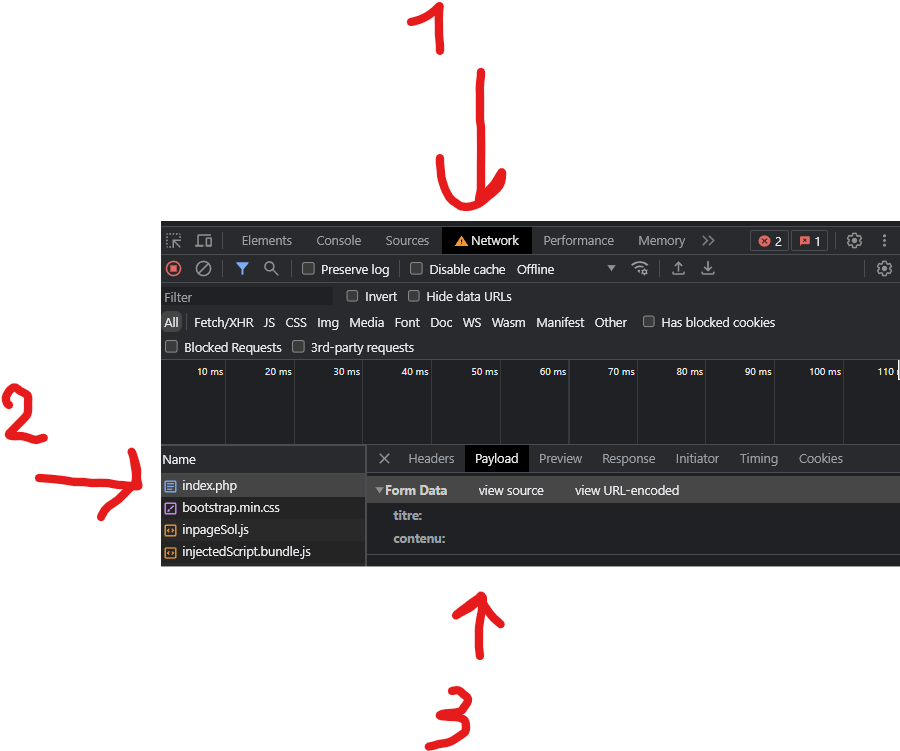 1
Elements Console Sources Network Performance Memory 2 1
Preserve log Disable cache Offline
Filter Invert Hide data URLs
All Fetch/XHR JS CSS Img Media Font Doc WS Wasm Manifest Other Has blocked cookies
Blocked Requests 3rd-party requests
10 ms 20 ms 30 ms 40 ms 50 ms 60 ms 70 ms 80 ms 90 ms 100 ms 110
2
Name Headers Payload Preview Response Initiator Timing Cookies
index.php Form Data view source view URL-encoded
bootstrap.min.css titre:
inpageSol.js contenu:
injectedScript.bundle.js
3